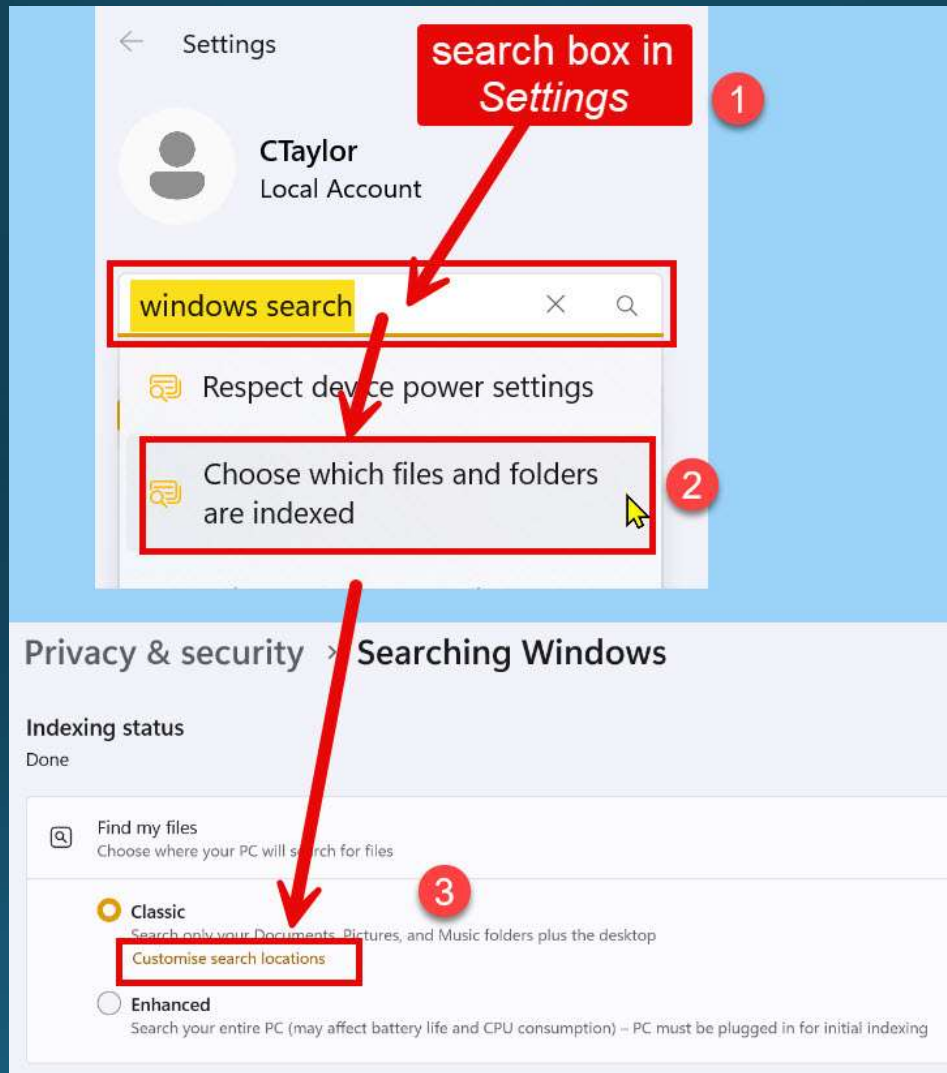 Settings
search box in
Settings
1
CTaylor
Local Account
windows search
Respect device power settings
Choose which files and folders
are indexed
2
Privacy & security > Searching Windows
Indexing status
Done
Find my files
Choose where your PC will search for files
3
Classic
Search only your Documents, Pictures, and Music folders plus the desktop
Customise search locations
Enhanced
Search your entire PC (may affect battery life and CPU consumption) – PC must be plugged in for initial indexing